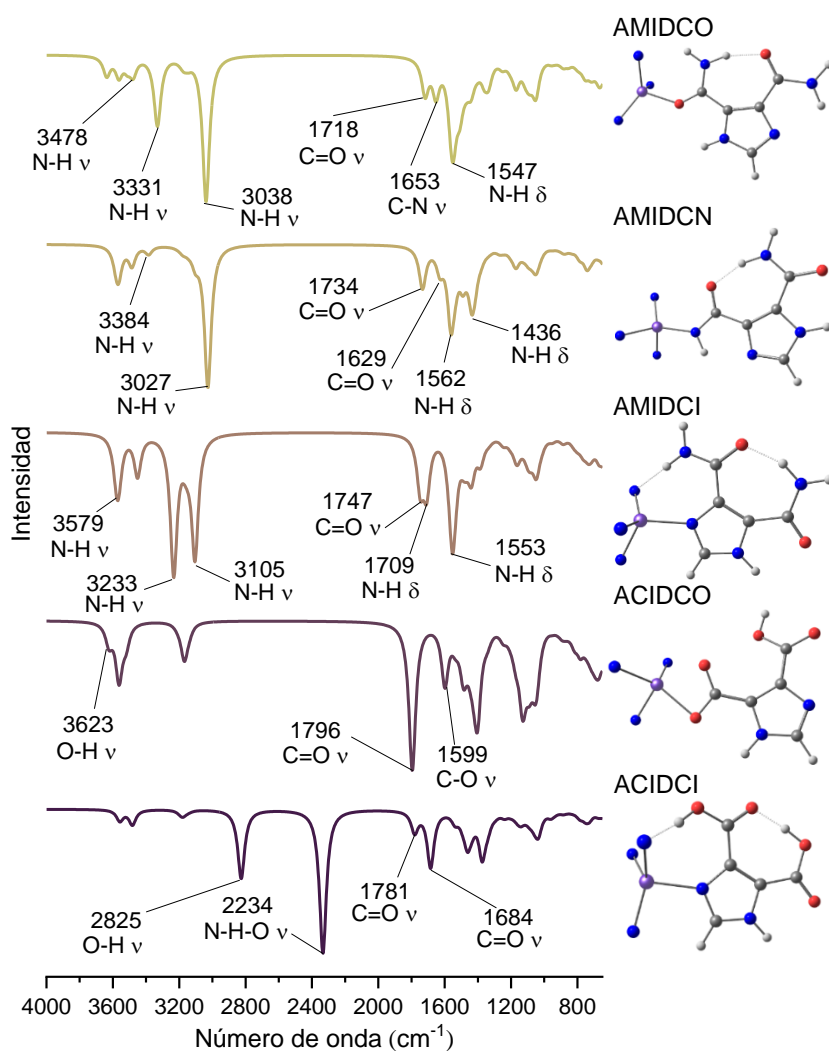 AMIDCO
3478
N-H ν
3331
N-H ν
3038
N-H ν
1718
C=O ν
1653
C-N ν
1547
N-H δ
AMIDCN
3384
N-H ν
3027
N-H ν
1734
C=O ν
1629
C=O ν
1562
N-H δ
1436
N-H δ
AMIDCI
3579
N-H ν
3233
N-H ν
3105
N-H ν
1747
C=O ν
1709
N-H δ
1553
N-H δ
ACIDCO
3623
O-H ν
1796
C=O ν
1599
C-O ν
ACIDCI
2825
O-H ν
2234
N-H-O ν
1781
C=O ν
1684
C=O ν
Intensidad
4000 3600 3200 2800 2400 2000 1600 1200 800
Número de onda (cm⁻¹)